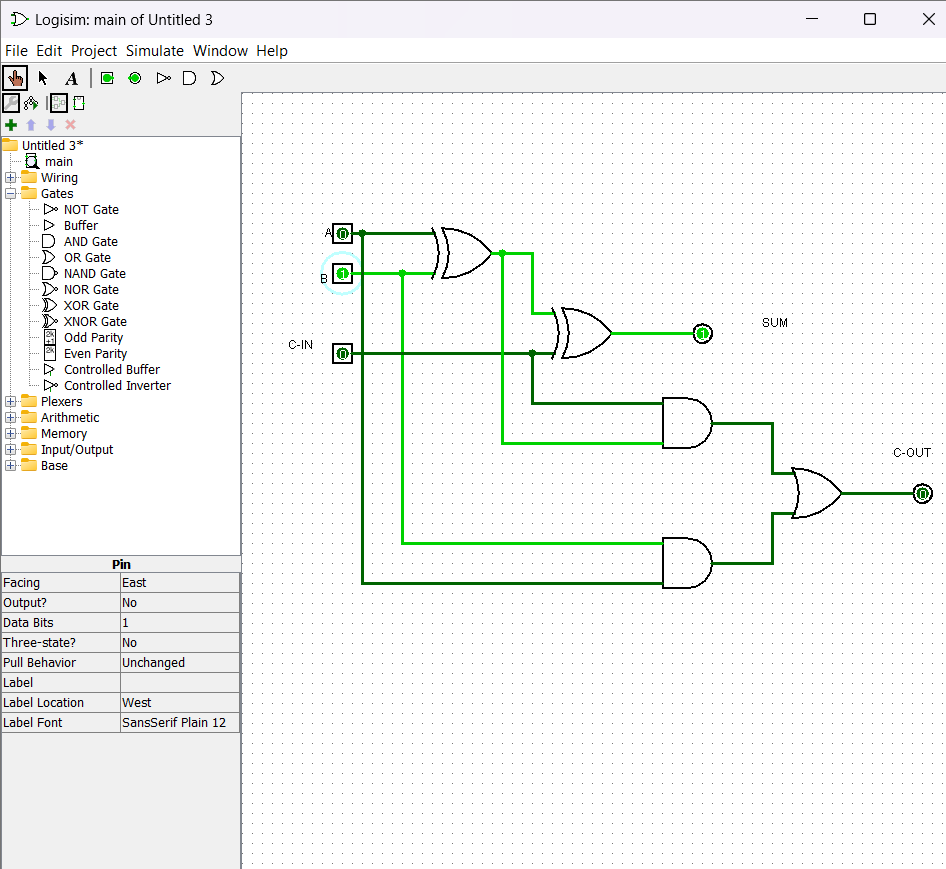 Logisim: main of Untitled 3
File Edit Project Simulate Window Help
A
Untitled 3*
main
Wiring
Gates
NOT Gate
Buffer
AND Gate
OR Gate
NAND Gate
NOR Gate
XOR Gate
XNOR Gate
2k+1 Odd Parity
2k Even Parity
Controlled Buffer
Controlled Inverter
Plexers
Arithmetic
Memory
Input/Output
Base
Pin
Facing East
Output? No
Data Bits 1
Three-state? No
Pull Behavior Unchanged
Label
Label Location West
Label Font SansSerif Plain 12
A 0
B 1
C-IN 0
1 SUM
C-OUT
0